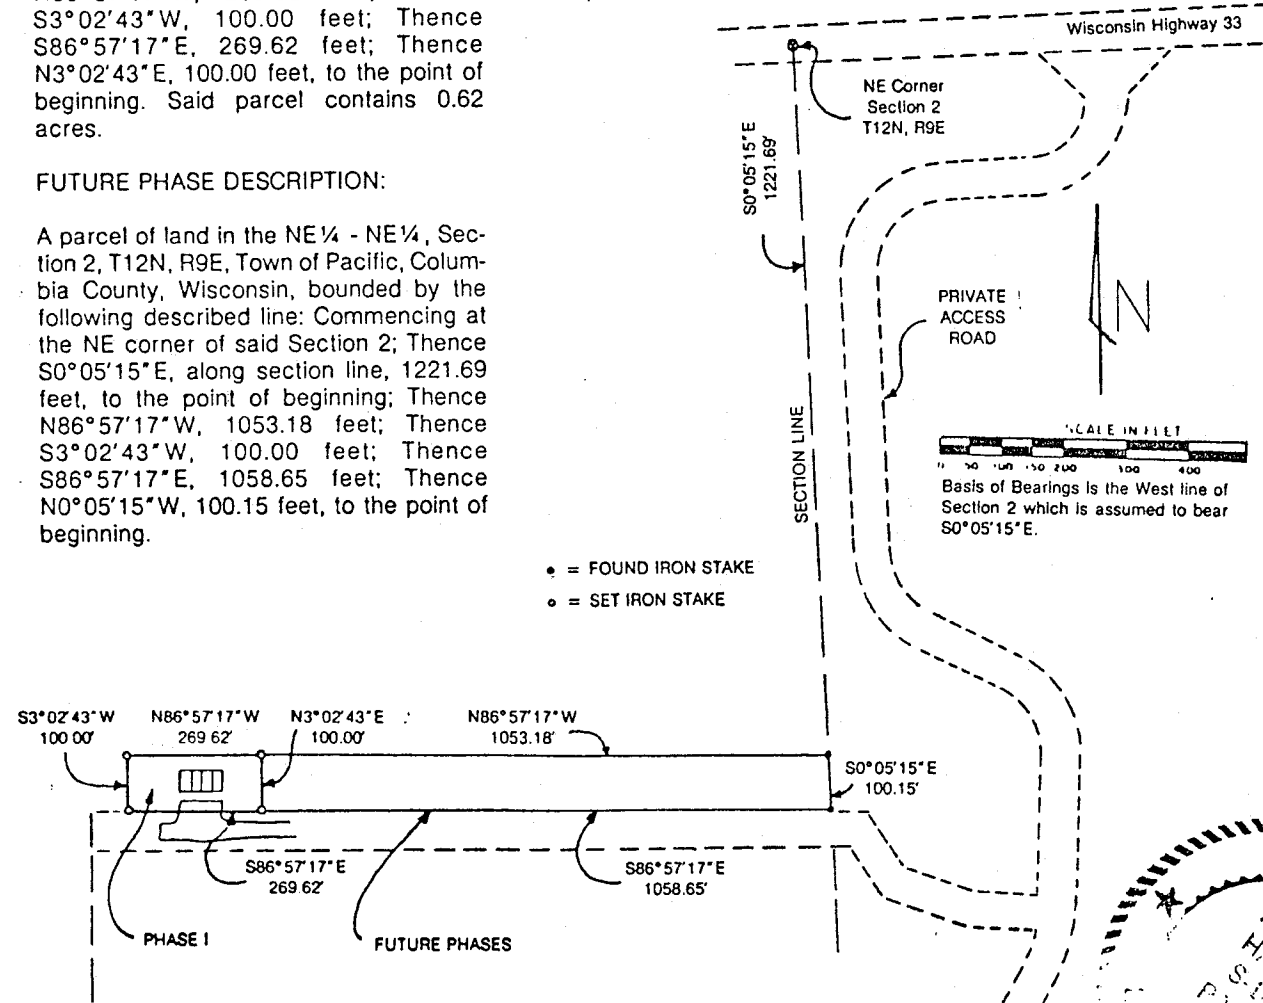 S3°02'43"W, 100.00 feet; Thence
S86°57'17"E, 269.62 feet; Thence
N3°02'43"E, 100.00 feet, to the point of
beginning. Said parcel contains 0.62
acres.
FUTURE PHASE DESCRIPTION:
A parcel of land in the NE¼ - NE¼, Sec-
tion 2, T12N, R9E, Town of Pacific, Colum-
bia County, Wisconsin, bounded by the
following described line: Commencing at
the NE corner of said Section 2; Thence
S0°05'15"E, along section line, 1221.69
feet, to the point of beginning; Thence
N86°57'17"W, 1053.18 feet; Thence
S3°02'43"W, 100.00 feet; Thence
S86°57'17"E, 1058.65 feet; Thence
N0°05'15"W, 100.15 feet, to the point of
beginning.
Wisconsin Highway 33
NE Corner
Section 2
T12N, R9E
S0°05'15"E
1221.69'
PRIVATE
ACCESS
ROAD
N
SECTION LINE
SCALE IN FEET
0 50 100 150 200 300 400
Basis of Bearings is the West line of
Section 2 which is assumed to bear
S0°05'15"E.
• = FOUND IRON STAKE
o = SET IRON STAKE
S3°02'43"W
100.00'
N86°57'17"W
269.62'
N3°02'43"E
100.00'
N86°57'17"W
1053.18'
S0°05'15"E
100.15'
S86°57'17"E
269.62'
S86°57'17"E
1058.65'
PHASE I
FUTURE PHASES